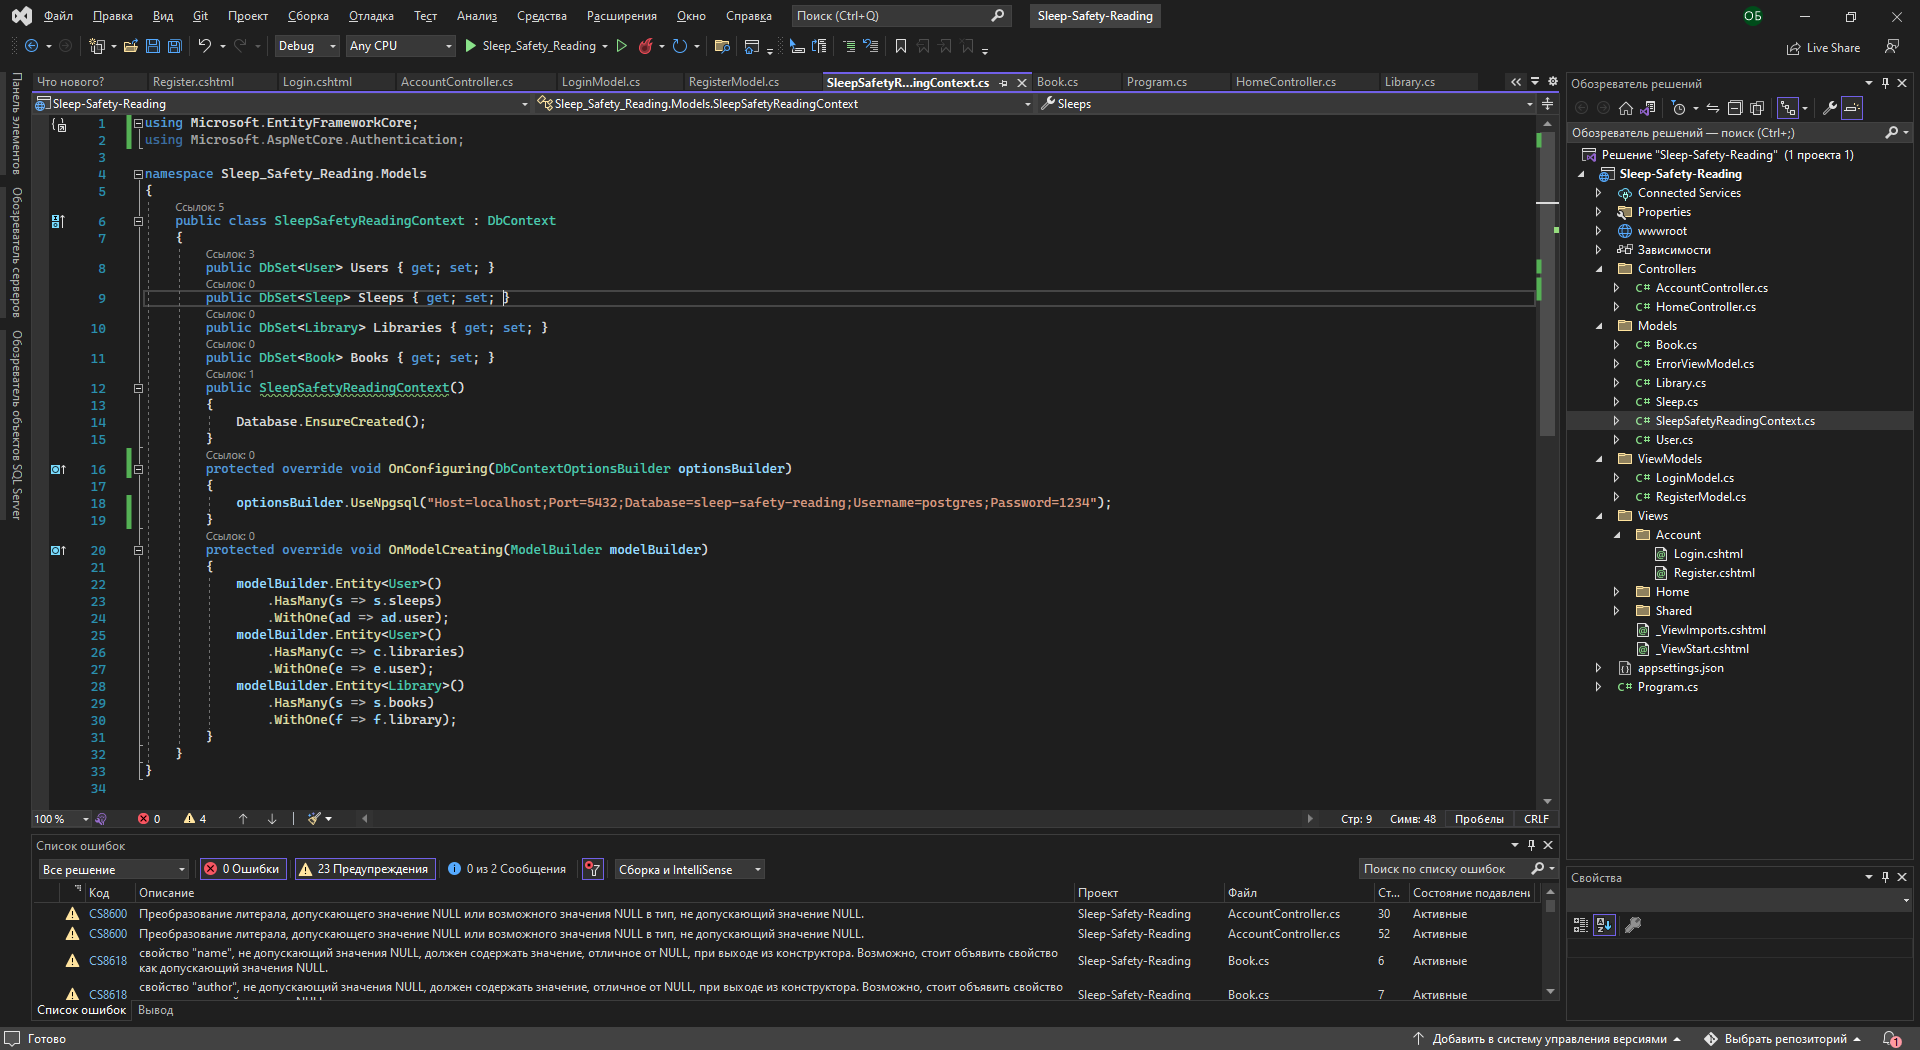 Файл Правка Вид Git Проект Сборка Отладка Тест Анализ Средства Расширения Окно Справка Поиск (Ctrl+Q) Sleep-Safety-Reading ОБ
Debug Any CPU Sleep_Safety_Reading Live Share
Что нового? Register.cshtml Login.cshtml AccountController.cs LoginModel.cs RegisterModel.cs SleepSafetyR...ingContext.cs Book.cs Program.cs HomeController.cs Library.cs
Sleep-Safety-Reading Sleep_Safety_Reading.Models.SleepSafetyReadingContext Sleeps
Панель элементов
Обозреватель серверов
Обозреватель объектов SQL Server
1 using Microsoft.EntityFrameworkCore;
2 using Microsoft.AspNetCore.Authentication;
3
4 namespace Sleep_Safety_Reading.Models
5 {
Ссылок: 5
6 public class SleepSafetyReadingContext : DbContext
7 {
Ссылок: 3
8 public DbSet<User> Users { get; set; }
Ссылок: 0
9 public DbSet<Sleep> Sleeps { get; set; }
Ссылок: 0
10 public DbSet<Library> Libraries { get; set; }
Ссылок: 0
11 public DbSet<Book> Books { get; set; }
Ссылок: 1
12 public SleepSafetyReadingContext()
13 {
14 Database.EnsureCreated();
15 }
Ссылок: 0
16 protected override void OnConfiguring(DbContextOptionsBuilder optionsBuilder)
17 {
18 optionsBuilder.UseNpgsql("Host=localhost;Port=5432;Database=sleep-safety-reading;Username=postgres;Password=1234");
19 }
Ссылок: 0
20 protected override void OnModelCreating(ModelBuilder modelBuilder)
21 {
22 modelBuilder.Entity<User>()
23 .HasMany(s => s.sleeps)
24 .WithOne(ad => ad.user);
25 modelBuilder.Entity<User>()
26 .HasMany(c => c.libraries)
27 .WithOne(e => e.user);
28 modelBuilder.Entity<Library>()
29 .HasMany(s => s.books)
30 .WithOne(f => f.library);
31 }
32 }
33 }
34
100 % 0 4 Стр: 9 Симв: 48 Пробелы CRLF
Список ошибок
Все решение 0 Ошибки 23 Предупреждения 0 из 2 Сообщения Сборка и IntelliSense Поиск по списку ошибок
Код Описание Проект Файл Ст... Состояние подавлени
CS8600 Преобразование литерала, допускающего значение NULL или возможного значения NULL в тип, не допускающий значение NULL. Sleep-Safety-Reading AccountController.cs 30 Активные
CS8600 Преобразование литерала, допускающего значение NULL или возможного значения NULL в тип, не допускающий значение NULL. Sleep-Safety-Reading AccountController.cs 52 Активные
CS8618 свойство "name", не допускающий значения NULL, должен содержать значение, отличное от NULL, при выходе из конструктора. Возможно, стоит объявить свойство как допускающий значения NULL. Sleep-Safety-Reading Book.cs 6 Активные
CS8618 свойство "author", не допускающий значения NULL, должен содержать значение, отличное от NULL, при выходе из конструктора. Возможно, стоит объявить свойство Sleep-Safety-Reading Book.cs 7 Активные
Список ошибок Вывод
Обозреватель решений
Обозреватель решений — поиск (Ctrl+;)
Решение "Sleep-Safety-Reading" (1 проекта 1)
Sleep-Safety-Reading
Connected Services
Properties
wwwroot
Зависимости
Controllers
C# AccountController.cs
C# HomeController.cs
Models
C# Book.cs
C# ErrorViewModel.cs
C# Library.cs
C# Sleep.cs
C# SleepSafetyReadingContext.cs
C# User.cs
ViewModels
C# LoginModel.cs
C# RegisterModel.cs
Views
Account
Login.cshtml
Register.cshtml
Home
Shared
_ViewImports.cshtml
_ViewStart.cshtml
appsettings.json
C# Program.cs
Свойства
Готово Добавить в систему управления версиями Выбрать репозиторий 1